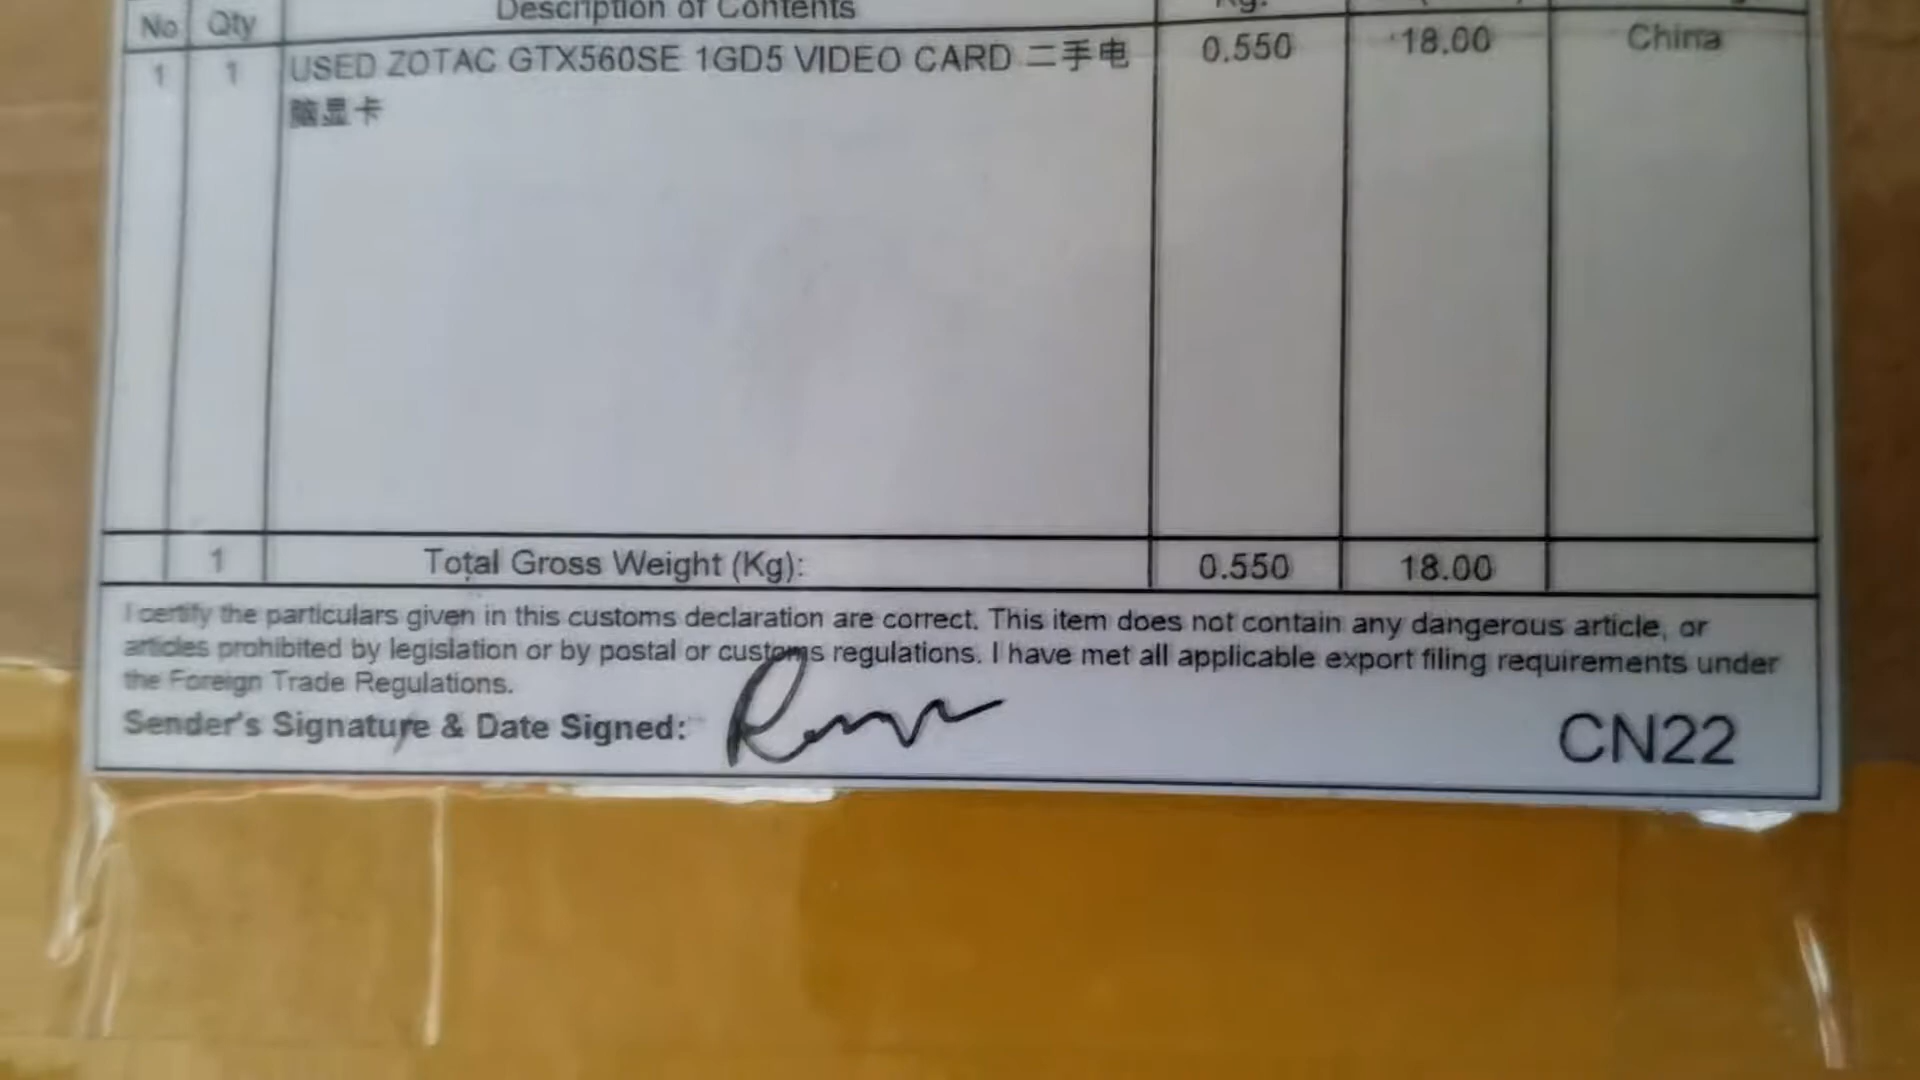 No Qty Description of Contents Kg.
1 1 USED ZOTAC GTX560SE 1GD5 VIDEO CARD 二手电 0.550 18.00 China
脑显卡
1 Total Gross Weight (Kg): 0.550 18.00
I certify the particulars given in this customs declaration are correct. This item does not contain any dangerous article, or
articles prohibited by legislation or by postal or customs regulations. I have met all applicable export filing requirements under
the Foreign Trade Regulations.
Sender's Signature & Date Signed:
CN22